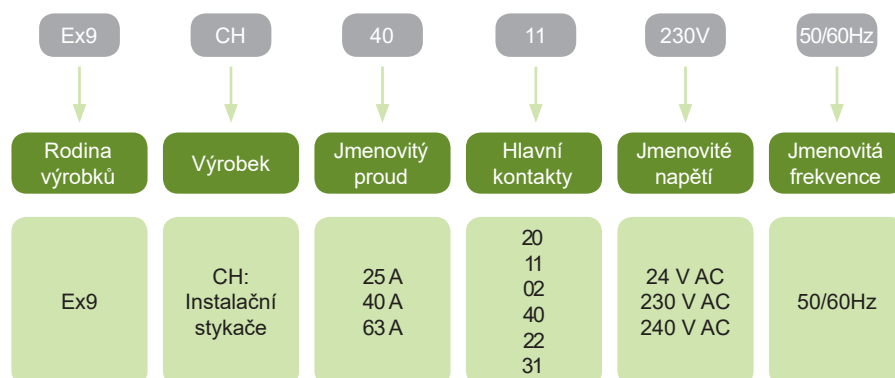 Ex9
CH
40
11
230V
50/60Hz
Rodina
výrobků
Výrobek
Jmenovitý
proud
Hlavní
kontakty
Jmenovité
napětí
Jmenovitá
frekvence
Ex9
CH:
Instalační
stykače
25 A
40 A
63 A
20
11
02
40
22
31
24 V AC
230 V AC
240 V AC
50/60Hz